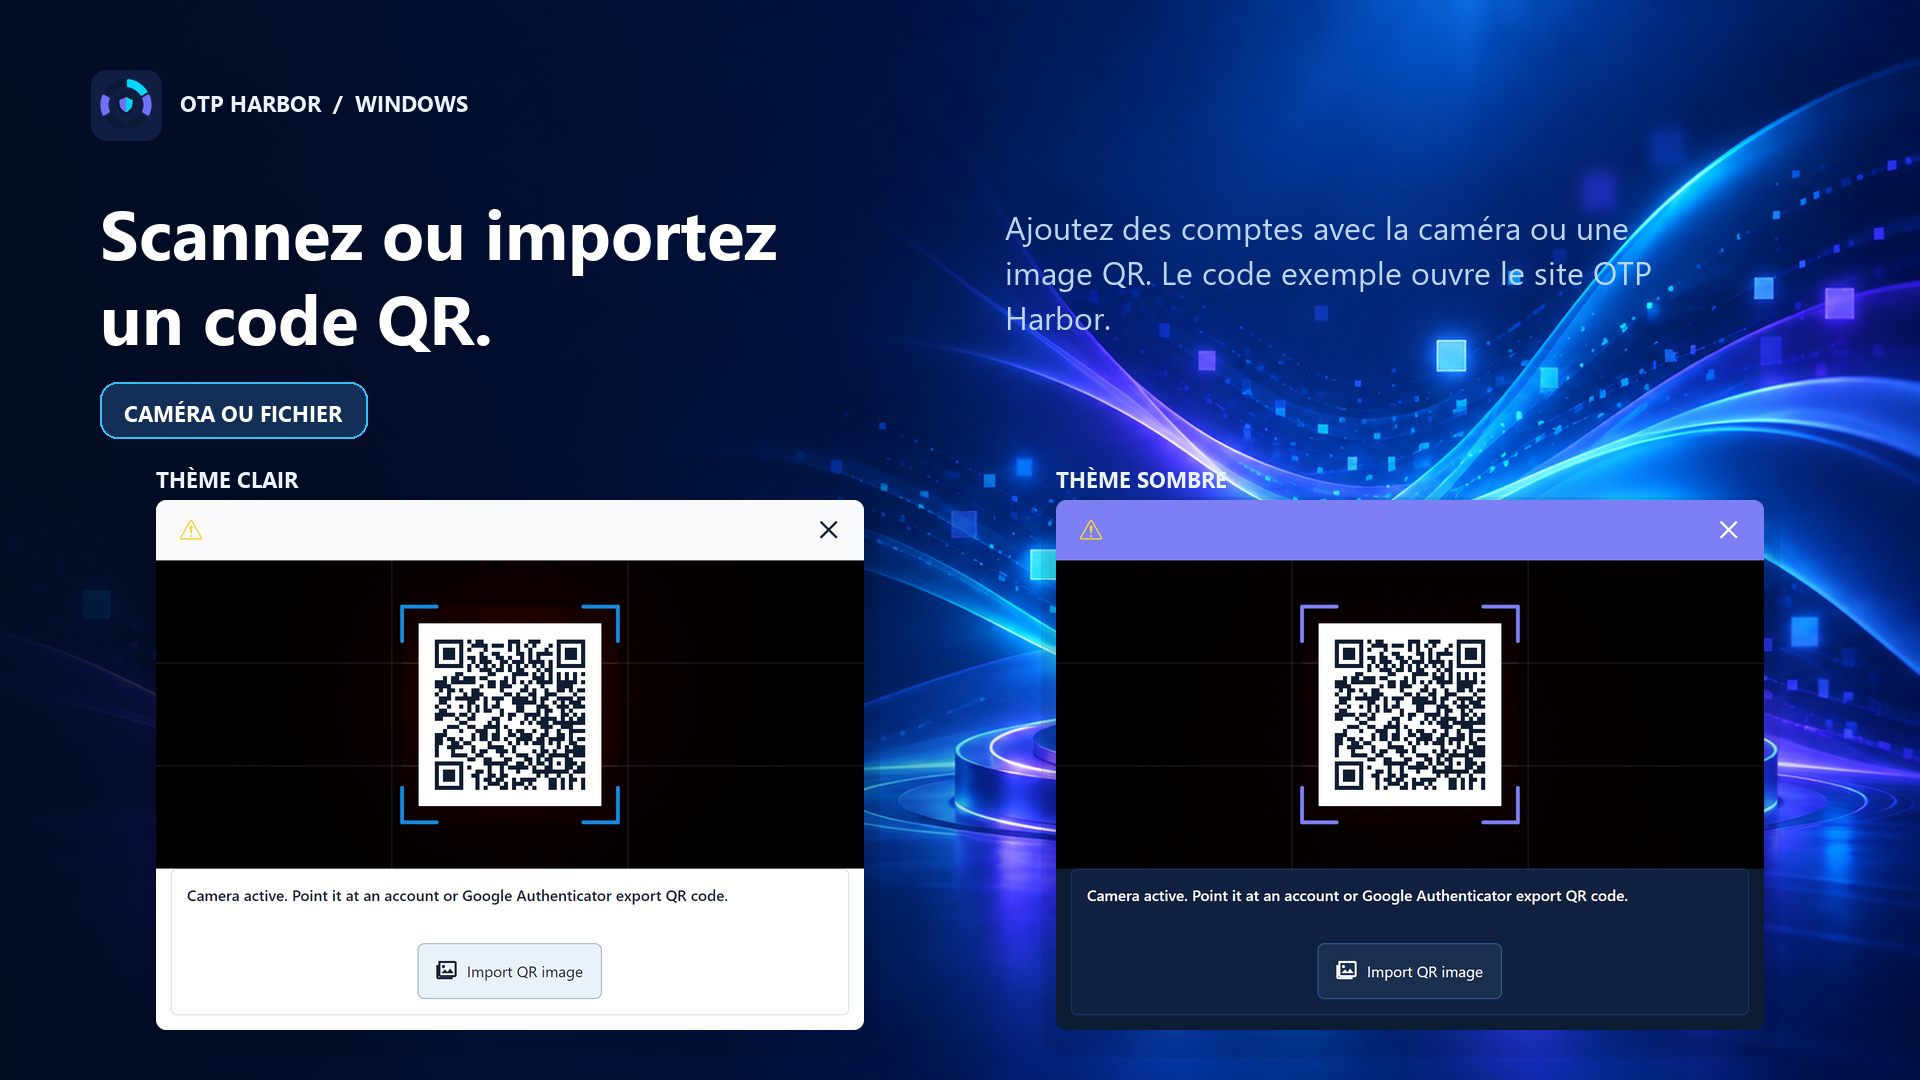 OTP HARBOR / WINDOWS
Scannez ou importez
un code QR.
Ajoutez des comptes avec la caméra ou une
image QR. Le code exemple ouvre le site OTP
Harbor.
CAMÉRA OU FICHIER
THÈME CLAIR
Camera active. Point it at an account or Google Authenticator export QR code.
Import QR image
THÈME SOMBRE
Camera active. Point it at an account or Google Authenticator export QR code.
Import QR image